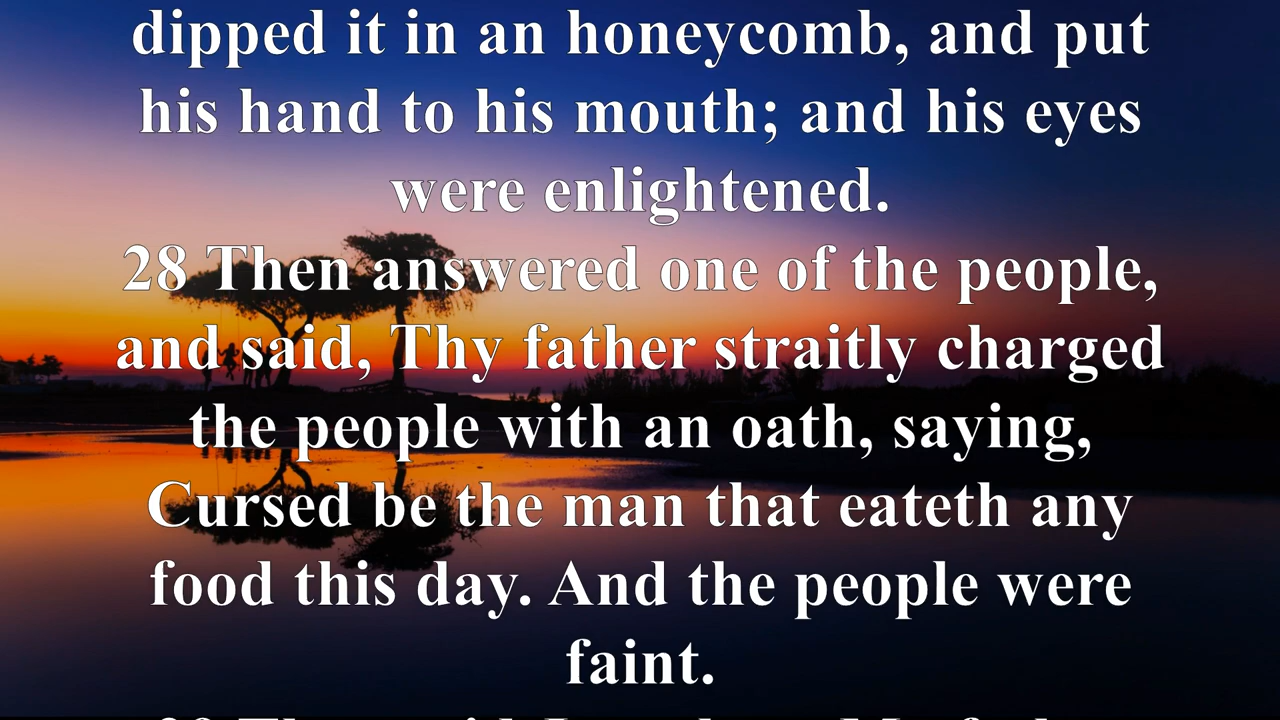 dipped it in an honeycomb, and put
his hand to his mouth; and his eyes
were enlightened.
28 Then answered one of the people,
and said, Thy father straitly charged
the people with an oath, saying,
Cursed be the man that eateth any
food this day. And the people were
faint.